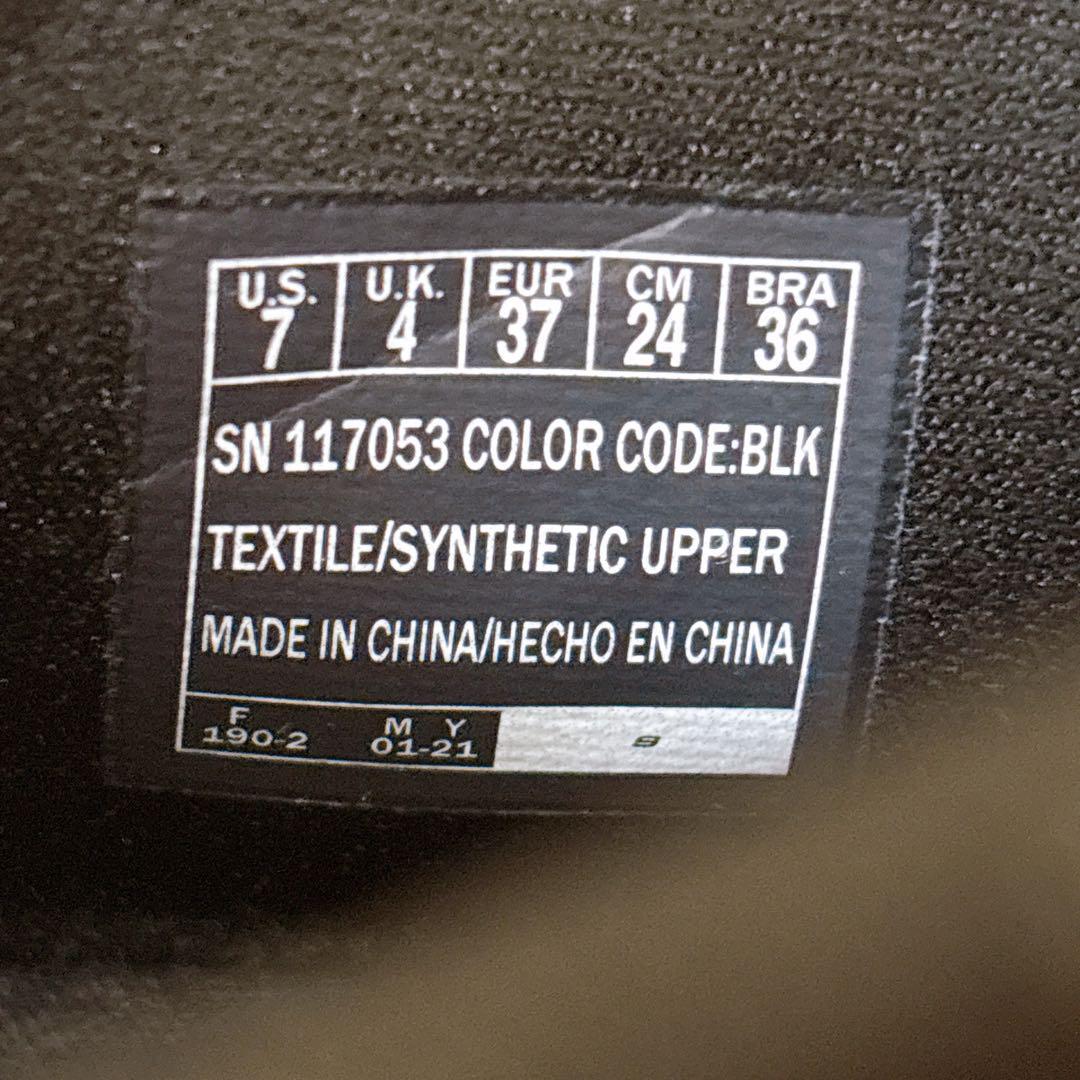 U.S. U.K. EUR CM BRA
7 4 37 24 36
SN 117053 COLOR CODE:BLK
TEXTILE/SYNTHETIC UPPER
MADE IN CHINA/HECHO EN CHINA
F M Y
190-2 01-21
S